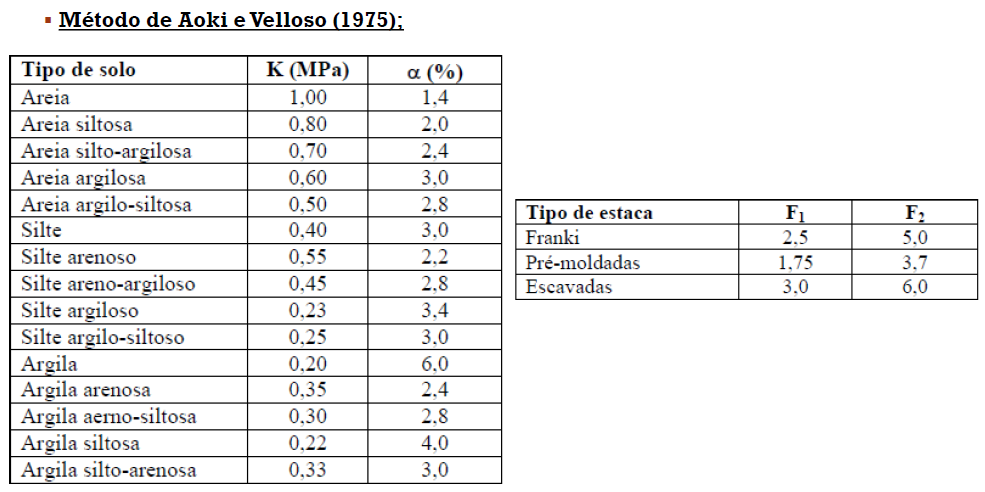 ▪ Método de Aoki e Velloso (1975);
Tipo de solo K (MPa) α (%)
Areia 1,00 1,4
Areia siltosa 0,80 2,0
Areia silto-argilosa 0,70 2,4
Areia argilosa 0,60 3,0
Areia argilo-siltosa 0,50 2,8
Silte 0,40 3,0
Silte arenoso 0,55 2,2
Silte areno-argiloso 0,45 2,8
Silte argiloso 0,23 3,4
Silte argilo-siltoso 0,25 3,0
Argila 0,20 6,0
Argila arenosa 0,35 2,4
Argila aerno-siltosa 0,30 2,8
Argila siltosa 0,22 4,0
Argila silto-arenosa 0,33 3,0
Tipo de estaca F₁ F₂
Franki 2,5 5,0
Pré-moldadas 1,75 3,7
Escavadas 3,0 6,0